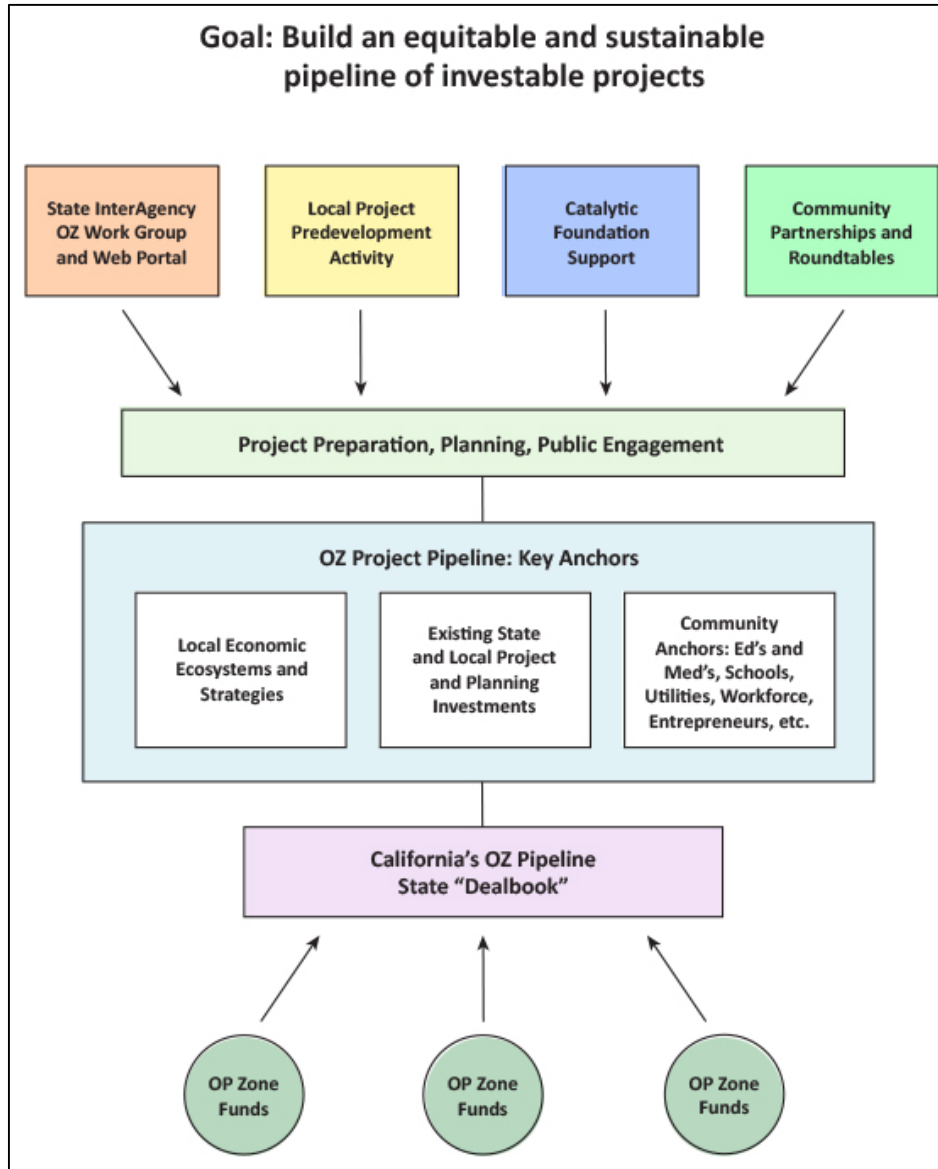 Goal: Build an equitable and sustainable
pipeline of investable projects
State InterAgency
OZ Work Group
and Web Portal
Local Project
Predevelopment
Activity
Catalytic
Foundation
Support
Community
Partnerships and
Roundtables
Project Preparation, Planning, Public Engagement
OZ Project Pipeline: Key Anchors
Local Economic
Ecosystems and
Strategies
Existing State
and Local Project
and Planning
Investments
Community
Anchors: Ed's and
Med's, Schools,
Utilities, Workforce,
Entrepreneurs, etc.
California's OZ Pipeline
State "Dealbook"
OP Zone
Funds
OP Zone
Funds
OP Zone
Funds